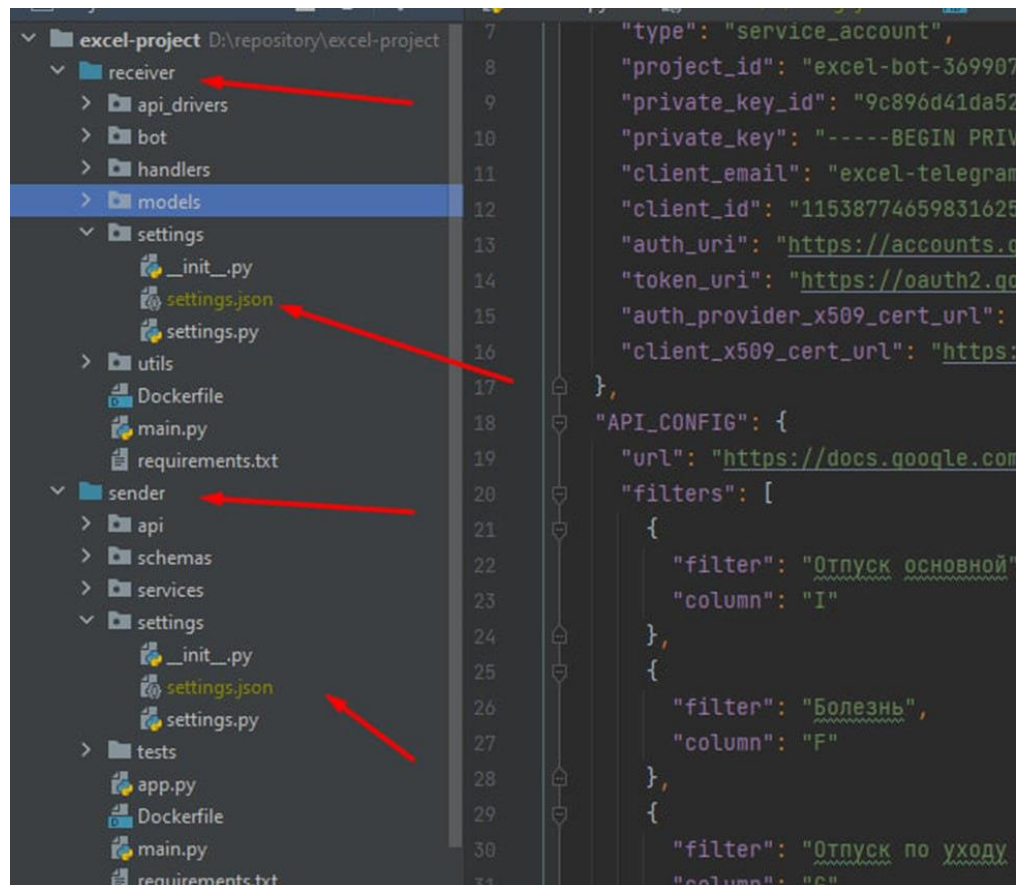 excel-project D:\repository\excel-project
receiver
api_drivers
bot
handlers
models
settings
__init__.py
settings.json
settings.py
utils
Dockerfile
main.py
requirements.txt
sender
api
schemas
services
settings
__init__.py
settings.json
settings.py
tests
app.py
Dockerfile
main.py
requirements.txt
7 "type": "service_account",
8 "project_id": "excel-bot-369907
9 "private_key_id": "9c896d41da52
10 "private_key": "-----BEGIN PRIV
11 "client_email": "excel-telegram
12 "client_id": "11538774659831625
13 "auth_uri": "https://accounts.g
14 "token_uri": "https://oauth2.go
15 "auth_provider_x509_cert_url":
16 "client_x509_cert_url": "https:
17 },
18 "API_CONFIG": {
19 "url": "https://docs.google.com
20 "filters": [
21 {
22 "filter": "Отпуск основной"
23 "column": "I"
24 },
25 {
26 "filter": "Болезнь",
27 "column": "F"
28 },
29 {
30 "filter": "Отпуск по уходу
31 "column": "G"